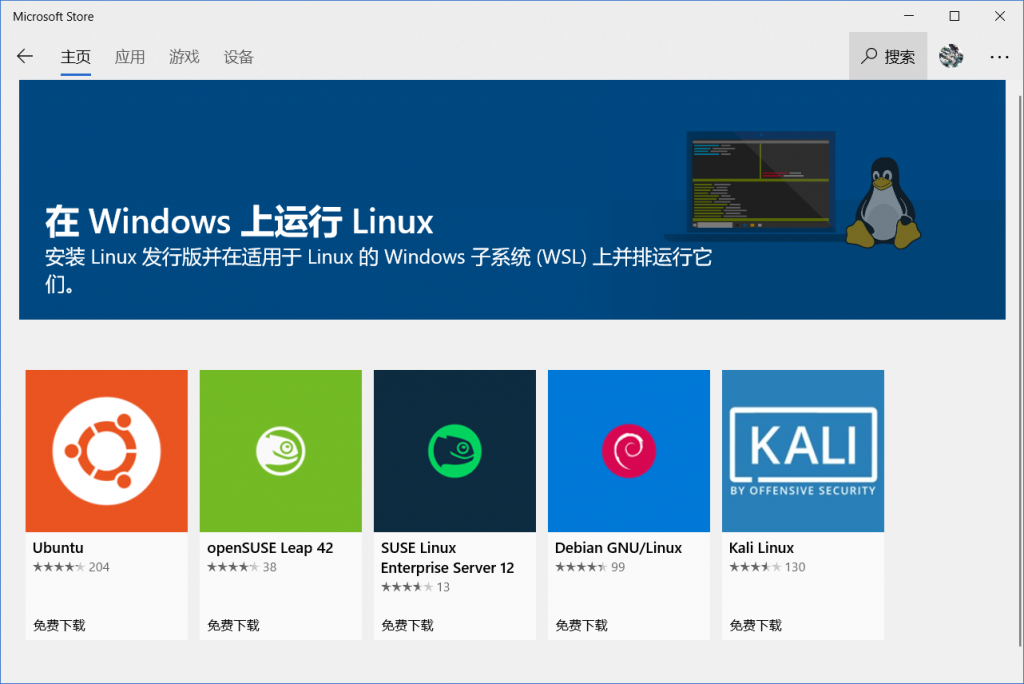 Microsoft Store
主页 应用 游戏 设备 搜索
在 Windows 上运行 Linux
安装 Linux 发行版并在适用于 Linux 的 Windows 子系统 (WSL) 上并排运行它
们。
KALI
BY OFFENSIVE SECURITY
Ubuntu
204
免费下载
openSUSE Leap 42
38
免费下载
SUSE Linux
Enterprise Server 12
13
免费下载
Debian GNU/Linux
99
免费下载
Kali Linux
130
免费下载